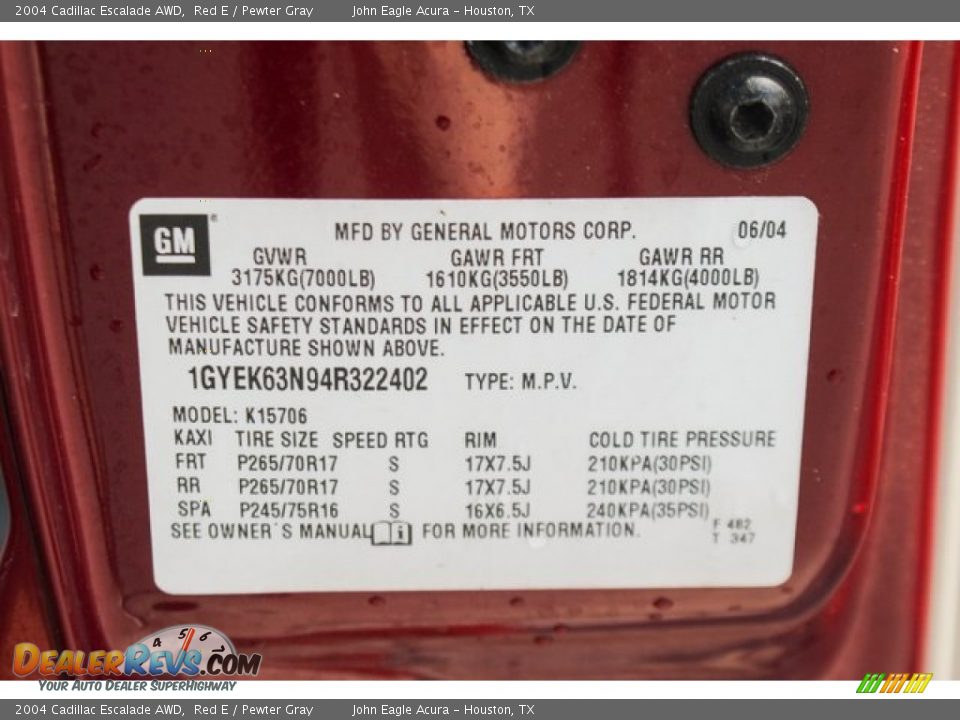 2004 Cadillac Escalade AWD, Red E / Pewter Gray John Eagle Acura - Houston, TX
GM ®
MFD BY GENERAL MOTORS CORP. 06/04
GVWR GAWR FRT GAWR RR
3175KG(7000LB) 1610KG(3550LB) 1814KG(4000LB)
THIS VEHICLE CONFORMS TO ALL APPLICABLE U.S. FEDERAL MOTOR
VEHICLE SAFETY STANDARDS IN EFFECT ON THE DATE OF
MANUFACTURE SHOWN ABOVE.
1GYEK63N94R322402 TYPE: M.P.V.
MODEL: K15706
KAXI TIRE SIZE SPEED RTG RIM COLD TIRE PRESSURE
FRT P265/70R17 S 17X7.5J 210KPA(30PSI)
RR P265/70R17 S 17X7.5J 210KPA(30PSI)
SPA P245/75R16 S 16X6.5J 240KPA(35PSI)
SEE OWNER'S MANUAL i FOR MORE INFORMATION.
F 482
T 347
4 5 6
DEALERREVS.COM
YOUR AUTO DEALER SUPERHIGHWAY
2004 Cadillac Escalade AWD, Red E / Pewter Gray John Eagle Acura - Houston, TX